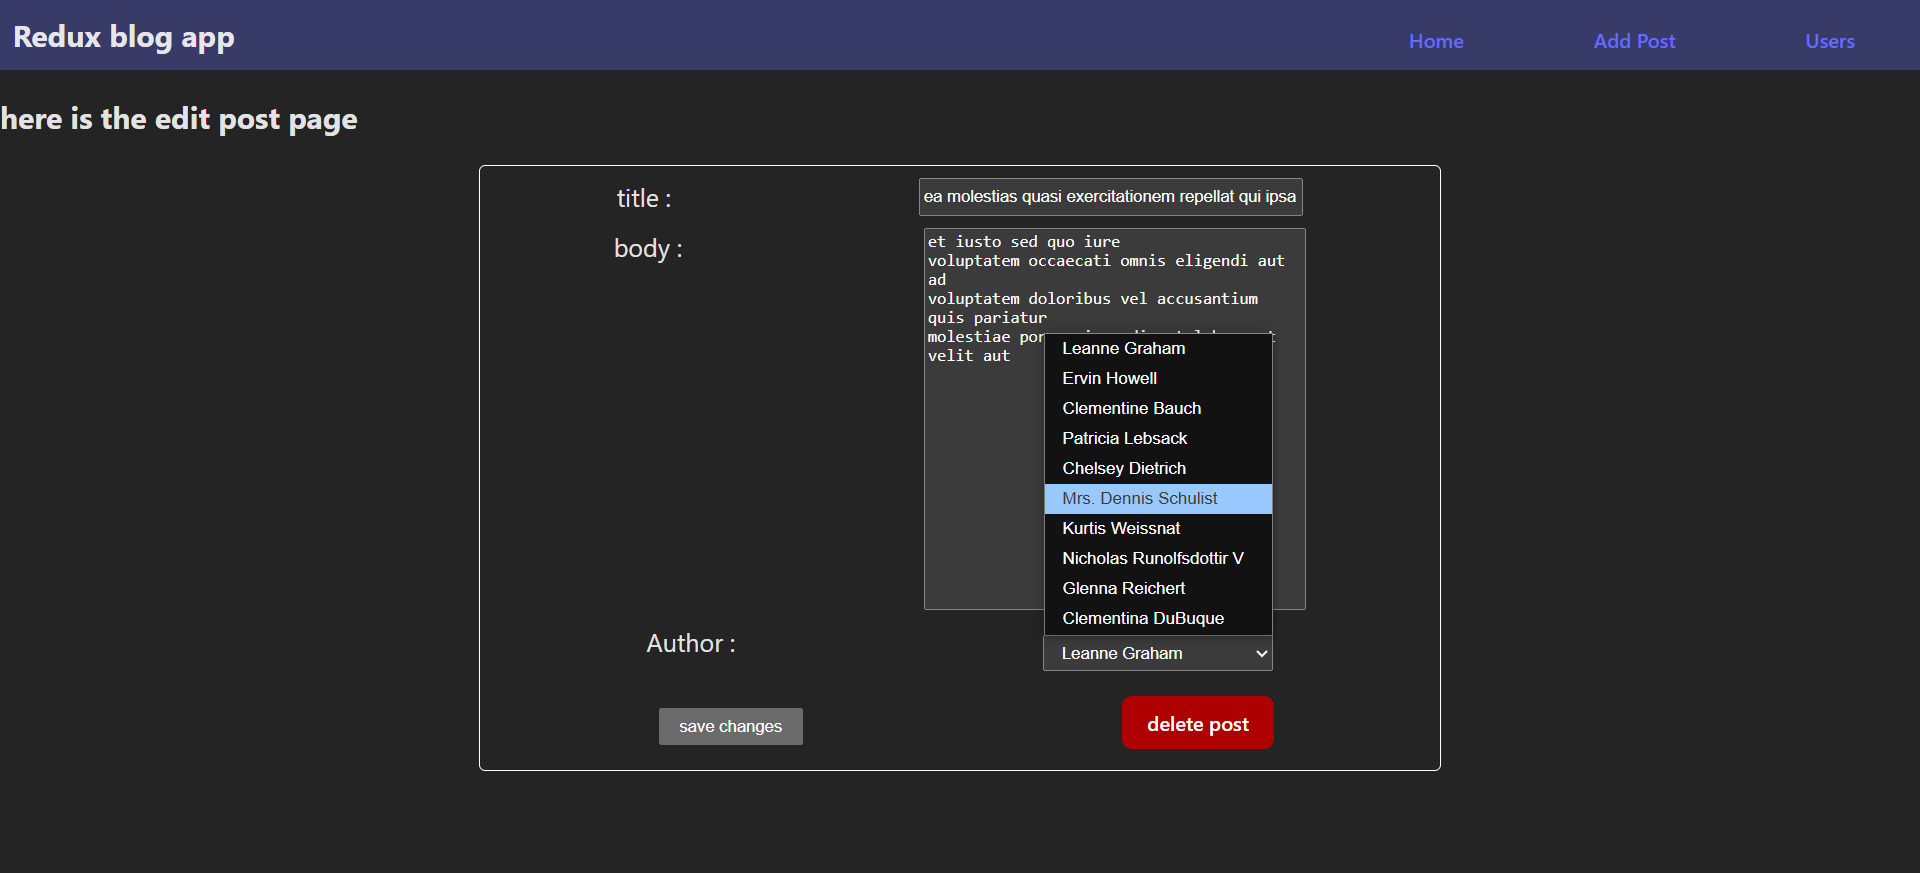 Redux blog app
Home
Add Post
Users
here is the edit post page
title :
ea molestias quasi exercitationem repellat qui ipsa
body :
et iusto sed quo iure
voluptatem occaecati omnis eligendi aut
ad
voluptatem doloribus vel accusantium
quis pariatur
molestiae
velit aut
Leanne Graham
Ervin Howell
Clementine Bauch
Patricia Lebsack
Chelsey Dietrich
Mrs. Dennis Schulist
Kurtis Weissnat
Nicholas Runolfsdottir V
Glenna Reichert
Clementina DuBuque
Author :
Leanne Graham
save changes
delete post